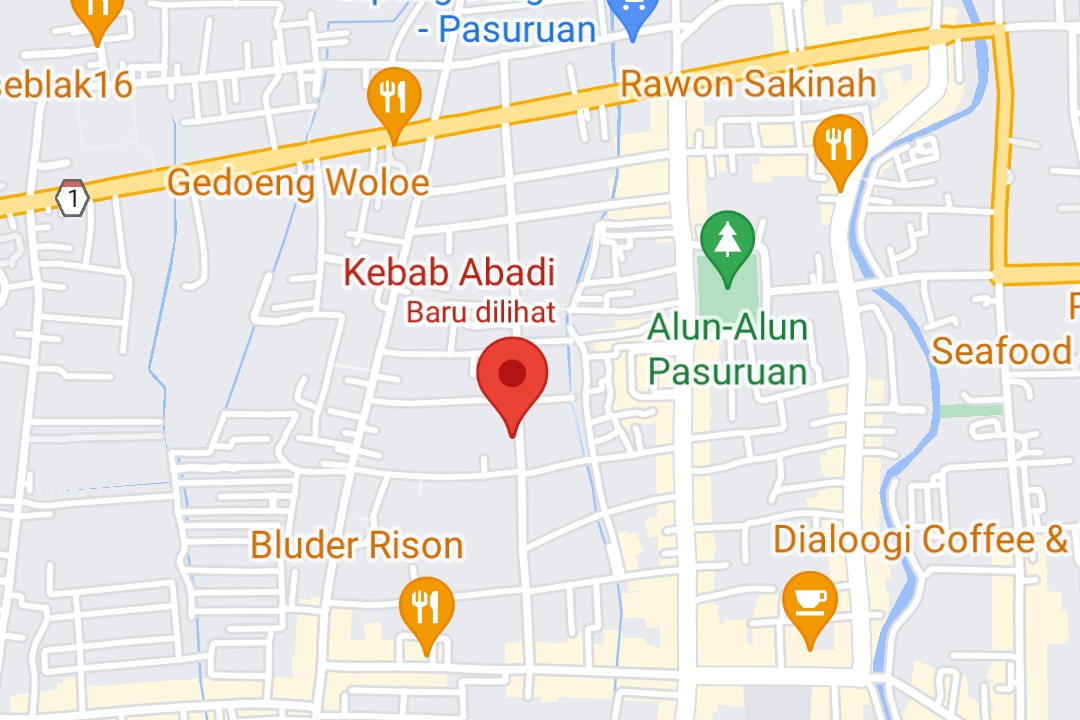 - Pasuruan
seblak16
Rawon Sakinah
Gedoeng Woloe
1
Kebab Abadi
Baru dilihat
Alun-Alun
Pasuruan
Seafood
Bluder Rison
Dialoogi Coffee &